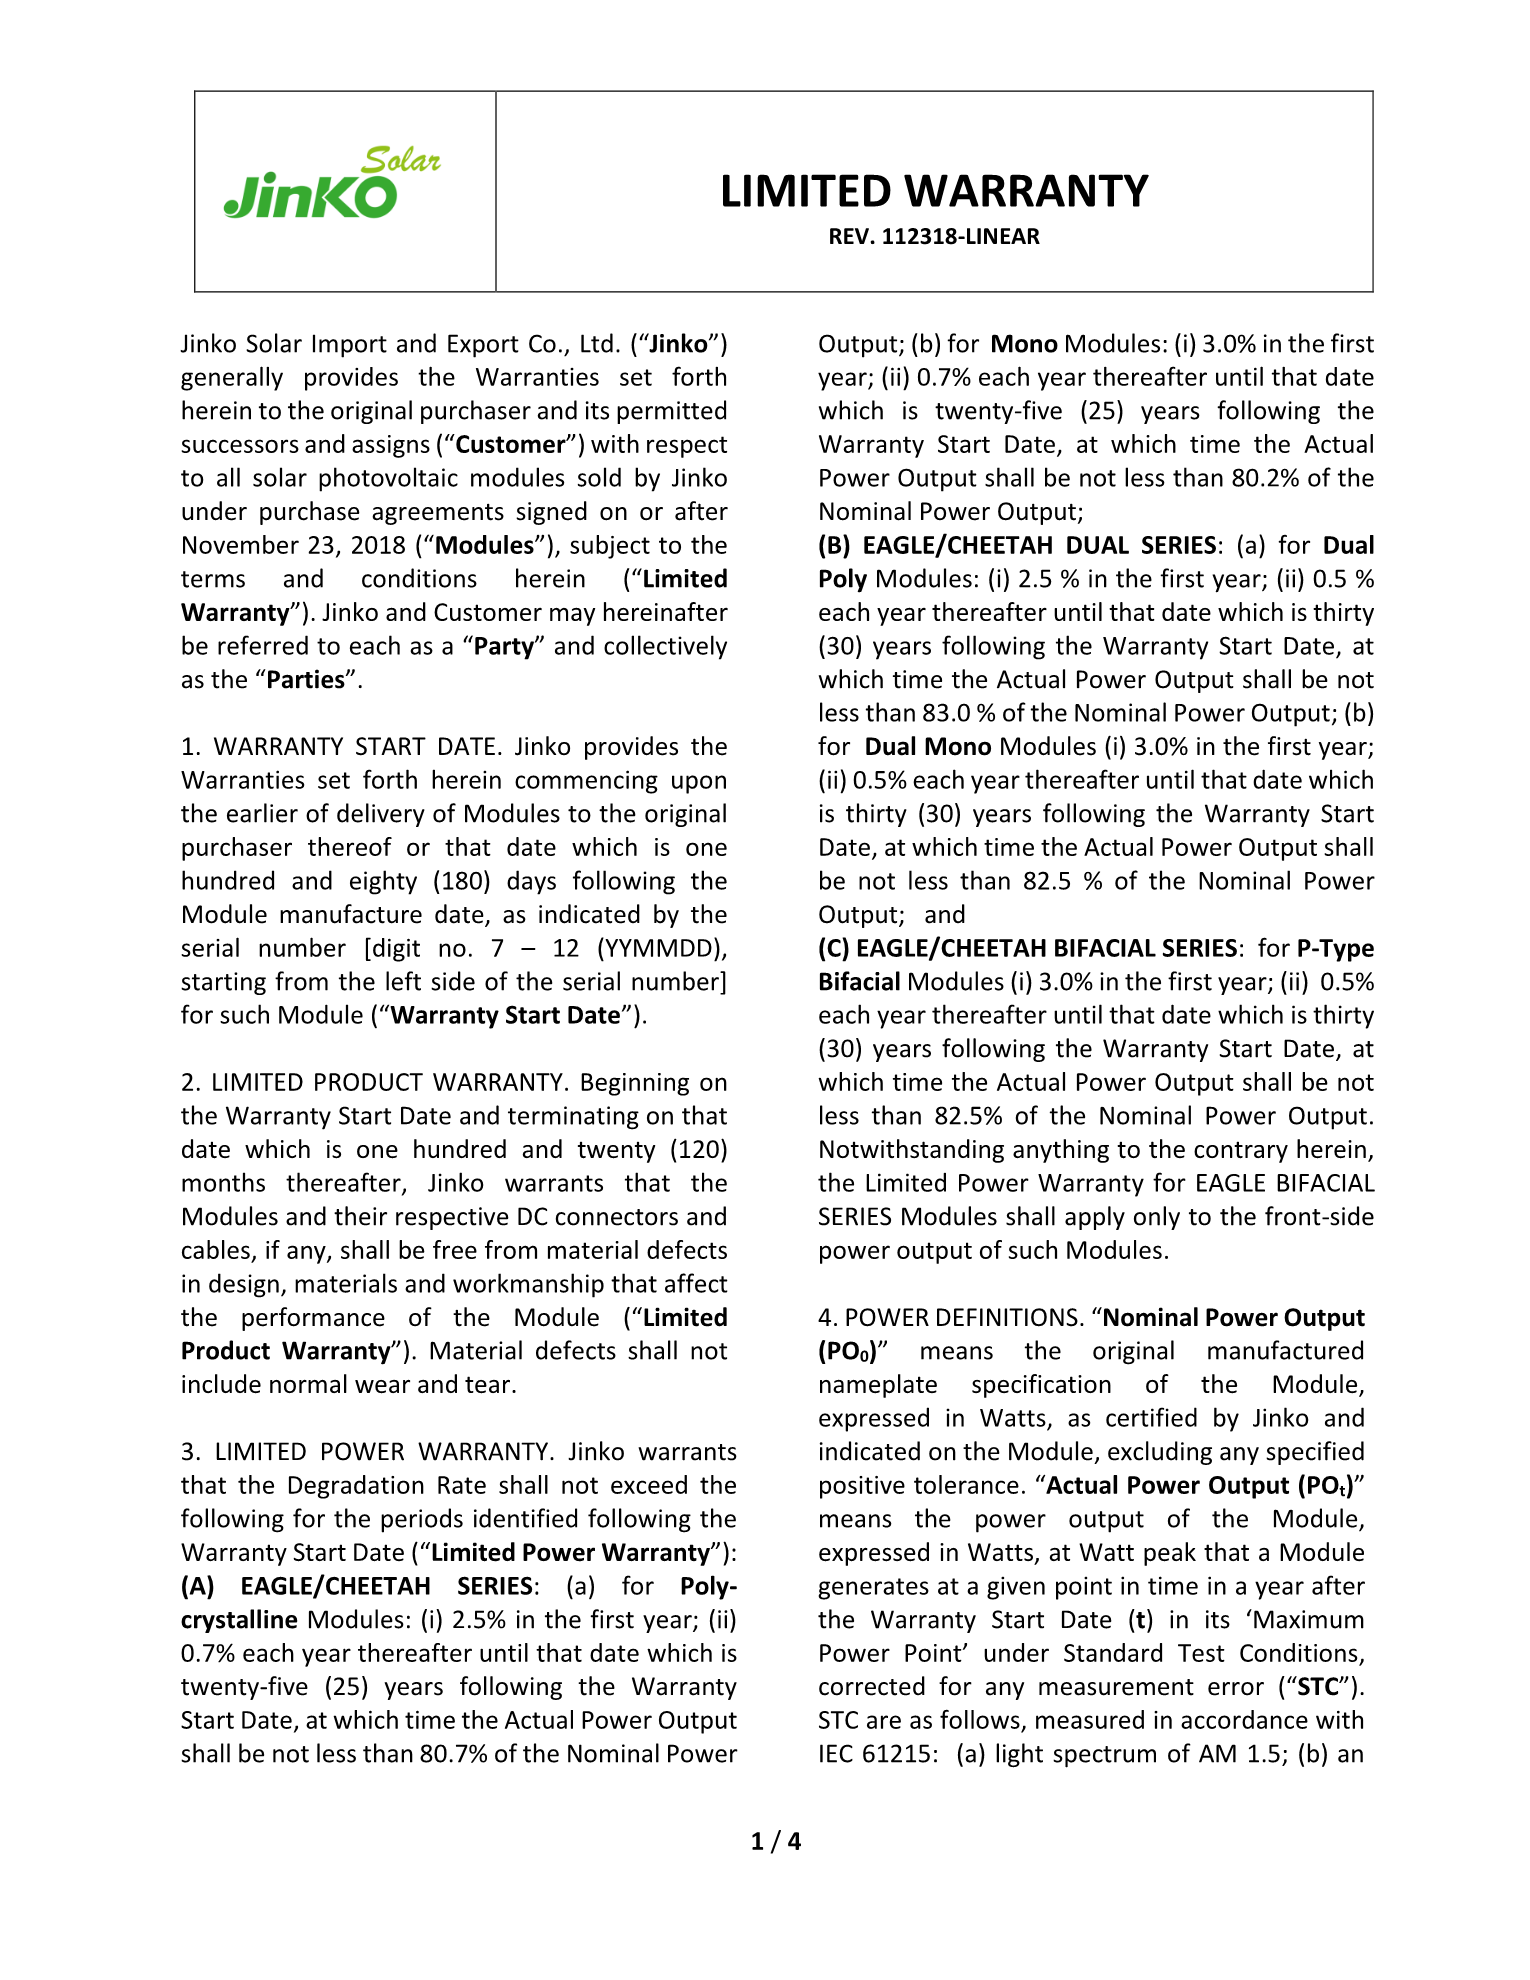 Solar
JinKO
LIMITED WARRANTY
REV. 112318-LINEAR
Jinko Solar Import and Export Co., Ltd. (“Jinko”)
generally provides the Warranties set forth
herein to the original purchaser and its permitted
successors and assigns (“Customer”) with respect
to all solar photovoltaic modules sold by Jinko
under purchase agreements signed on or after
November 23, 2018 (“Modules”), subject to the
terms and conditions herein (“Limited
Warranty”). Jinko and Customer may hereinafter
be referred to each as a “Party” and collectively
as the “Parties”.
1. WARRANTY START DATE. Jinko provides the
Warranties set forth herein commencing upon
the earlier of delivery of Modules to the original
purchaser thereof or that date which is one
hundred and eighty (180) days following the
Module manufacture date, as indicated by the
serial number [digit no. 7 – 12 (YYMMDD),
starting from the left side of the serial number]
for such Module (“Warranty Start Date”).
2. LIMITED PRODUCT WARRANTY. Beginning on
the Warranty Start Date and terminating on that
date which is one hundred and twenty (120)
months thereafter, Jinko warrants that the
Modules and their respective DC connectors and
cables, if any, shall be free from material defects
in design, materials and workmanship that affect
the performance of the Module (“Limited
Product Warranty”). Material defects shall not
include normal wear and tear.
3. LIMITED POWER WARRANTY. Jinko warrants
that the Degradation Rate shall not exceed the
following for the periods identified following the
Warranty Start Date (“Limited Power Warranty”):
(A) EAGLE/CHEETAH SERIES: (a) for Poly-
crystalline Modules: (i) 2.5% in the first year; (ii)
0.7% each year thereafter until that date which is
twenty-five (25) years following the Warranty
Start Date, at which time the Actual Power Output
shall be not less than 80.7% of the Nominal Power
Output; (b) for Mono Modules: (i) 3.0% in the first
year; (ii) 0.7% each year thereafter until that date
which is twenty-five (25) years following the
Warranty Start Date, at which time the Actual
Power Output shall be not less than 80.2% of the
Nominal Power Output;
(B) EAGLE/CHEETAH DUAL SERIES: (a) for Dual
Poly Modules: (i) 2.5 % in the first year; (ii) 0.5 %
each year thereafter until that date which is thirty
(30) years following the Warranty Start Date, at
which time the Actual Power Output shall be not
less than 83.0 % of the Nominal Power Output; (b)
for Dual Mono Modules (i) 3.0% in the first year;
(ii) 0.5% each year thereafter until that date which
is thirty (30) years following the Warranty Start
Date, at which time the Actual Power Output shall
be not less than 82.5 % of the Nominal Power
Output; and
(C) EAGLE/CHEETAH BIFACIAL SERIES: for P-Type
Bifacial Modules (i) 3.0% in the first year; (ii) 0.5%
each year thereafter until that date which is thirty
(30) years following the Warranty Start Date, at
which time the Actual Power Output shall be not
less than 82.5% of the Nominal Power Output.
Notwithstanding anything to the contrary herein,
the Limited Power Warranty for EAGLE BIFACIAL
SERIES Modules shall apply only to the front-side
power output of such Modules.
4. POWER DEFINITIONS. “Nominal Power Output
(PO₀)” means the original manufactured
nameplate specification of the Module,
expressed in Watts, as certified by Jinko and
indicated on the Module, excluding any specified
positive tolerance. “Actual Power Output (POₜ)”
means the power output of the Module,
expressed in Watts, at Watt peak that a Module
generates at a given point in time in a year after
the Warranty Start Date (t) in its ‘Maximum
Power Point’ under Standard Test Conditions,
corrected for any measurement error (“STC”).
STC are as follows, measured in accordance with
IEC 61215: (a) light spectrum of AM 1.5; (b) an
1 / 4